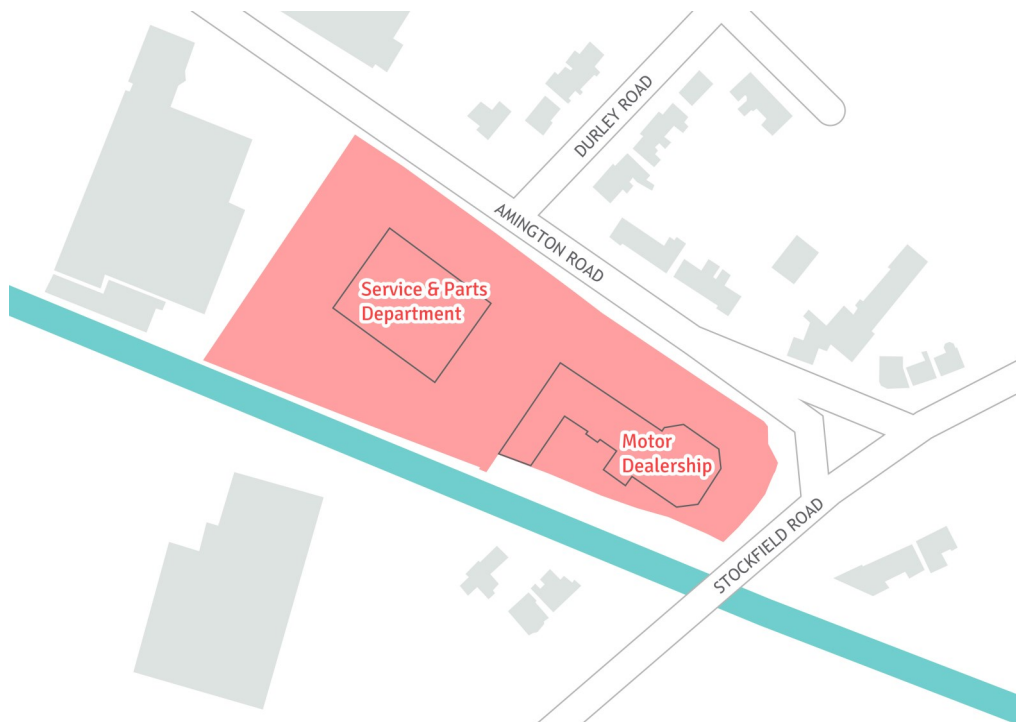 DURLEY ROAD
AMINGTON ROAD
Service & Parts
Department
Motor
Dealership
STOCKFIELD ROAD